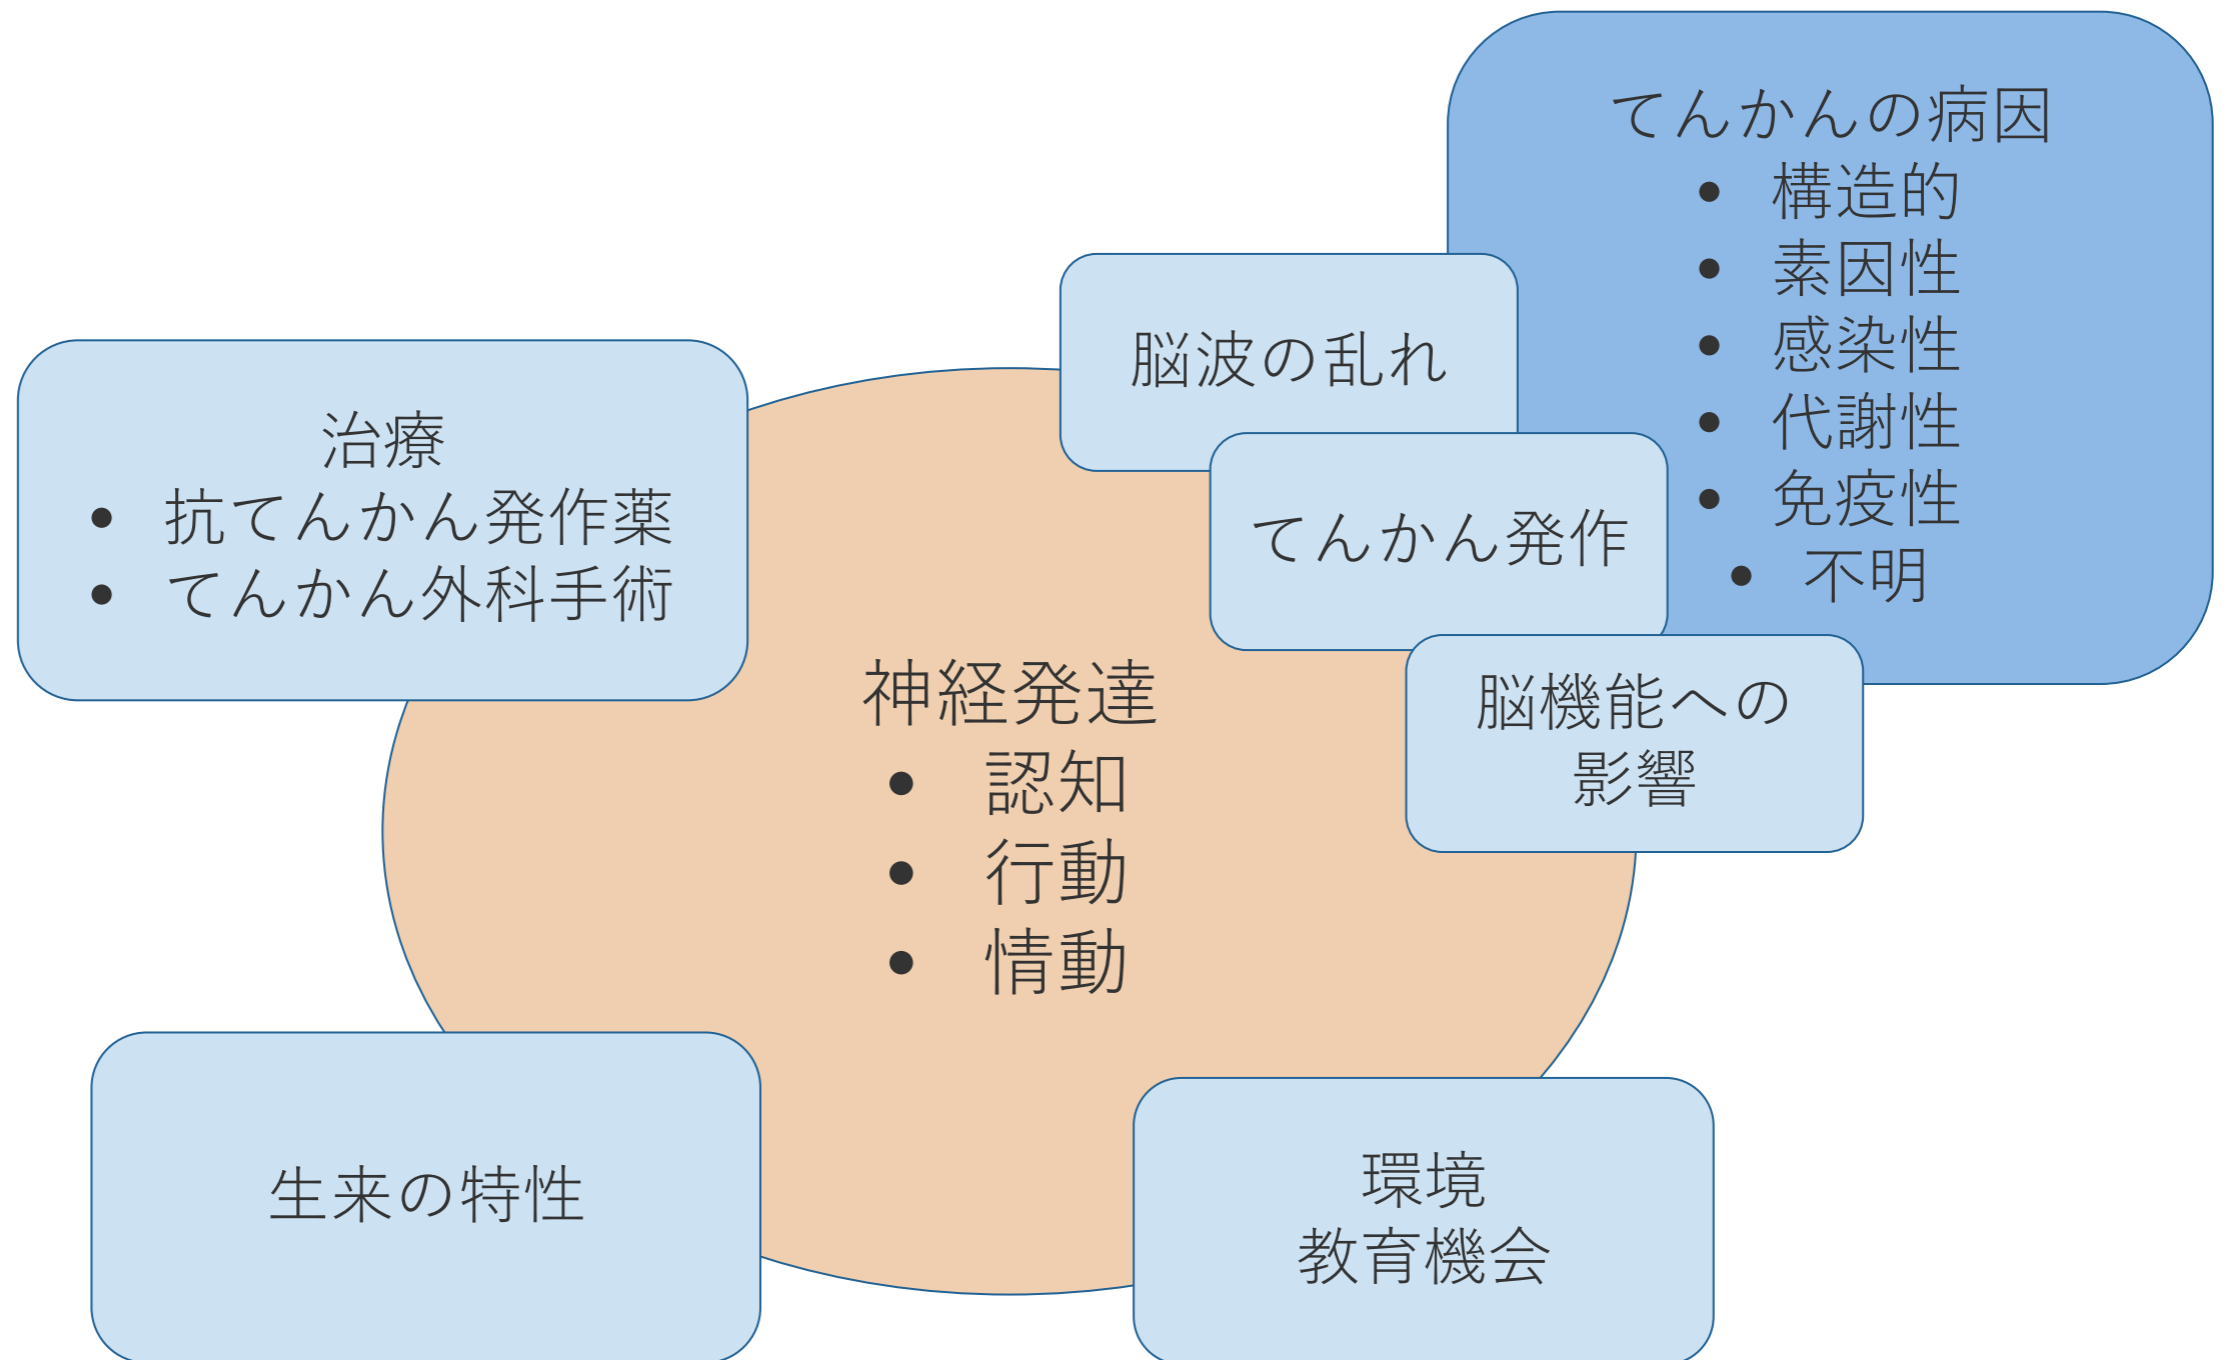 てんかんの病因
• 構造的
• 素因性
• 感染性
• 代謝性
• 免疫性
• 不明
脳波の乱れ
てんかん発作
脳機能への
影響
治療
• 抗てんかん発作薬
• てんかん外科手術
神経発達
• 認知
• 行動
• 情動
生来の特性
環境
教育機会